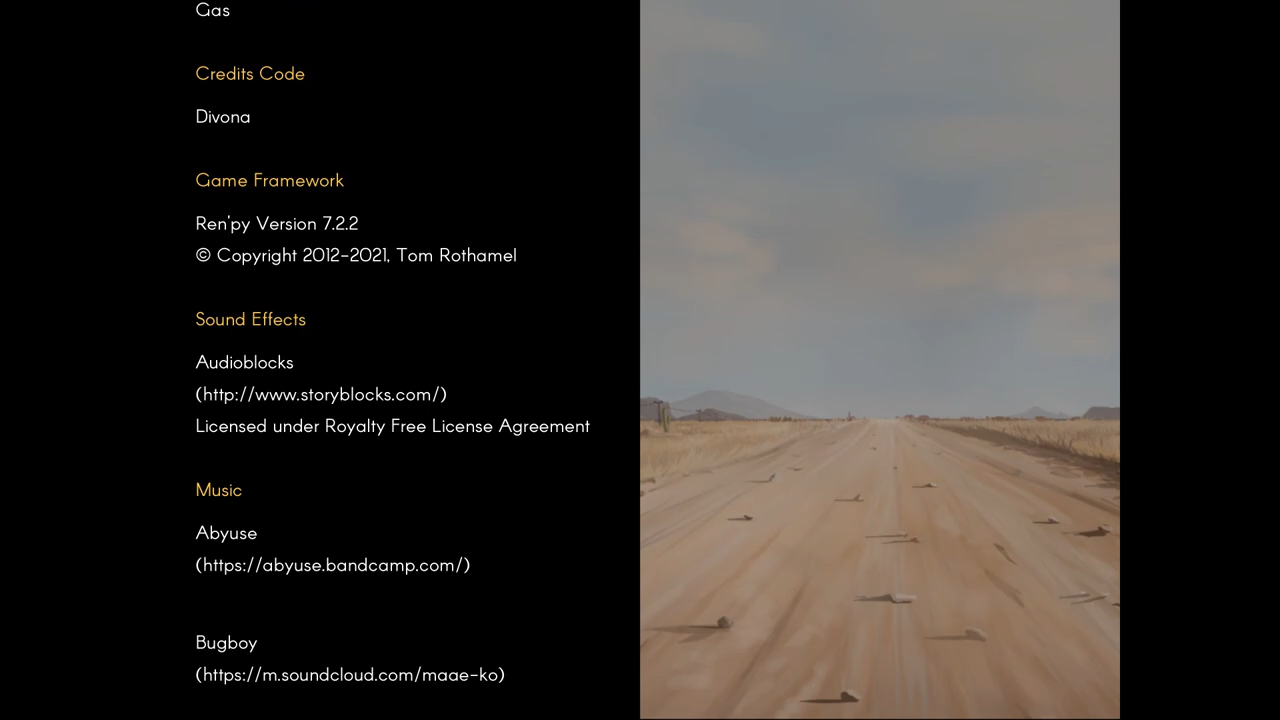 Gas
Credits Code
Divona
Game Framework
Ren'py Version 7.2.2
© Copyright 2012-2021, Tom Rothamel
Sound Effects
Audioblocks
(http://www.storyblocks.com/)
Licensed under Royalty Free License Agreement
Music
Abyuse
(https://abyuse.bandcamp.com/)
Bugboy
(https://m.soundcloud.com/maae-ko)